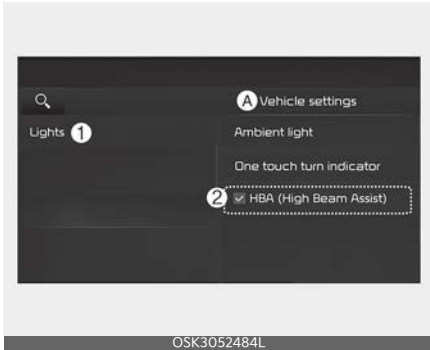 A Vehicle settings
Lights 1
Ambient light
One touch turn indicator
2 HBA (High Beam Assist)
OSK3052484L